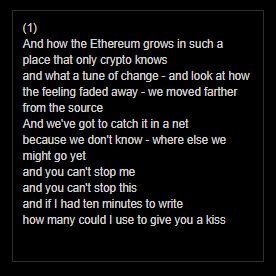 (1)
And how the Ethereum grows in such a
place that only crypto knows
and what a tune of change - and look at how
the feeling faded away - we moved farther
from the source
And we've got to catch it in a net
because we don't know - where else we
might go yet
and you can't stop me
and you can't stop this
and if I had ten minutes to write
how many could I use to give you a kiss